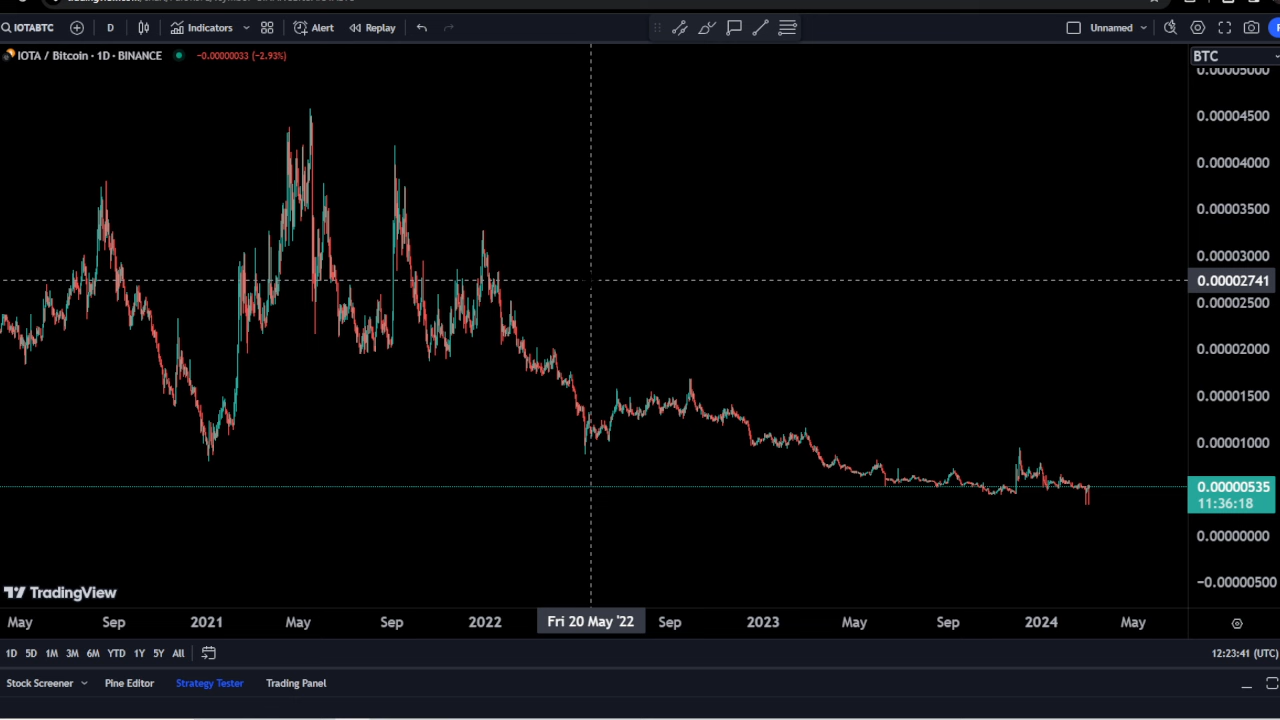 IOTABTC D Indicators Alert Replay Unnamed
IOTA / Bitcoin · 1D · BINANCE −0.00000033 (−2.93%)
BTC
0.00005000
0.00004500
0.00004000
0.00003500
0.00003000
0.00002741
0.00002500
0.00002000
0.00001500
0.00001000
0.00000535
11:36:18
0.00000000
−0.00000500
TradingView
May Sep 2021 May Sep 2022 Fri 20 May '22 Sep 2023 May Sep 2024 May
1D 5D 1M 3M 6M YTD 1Y 5Y All 12:23:41 (UTC)
Stock Screener Pine Editor Strategy Tester Trading Panel